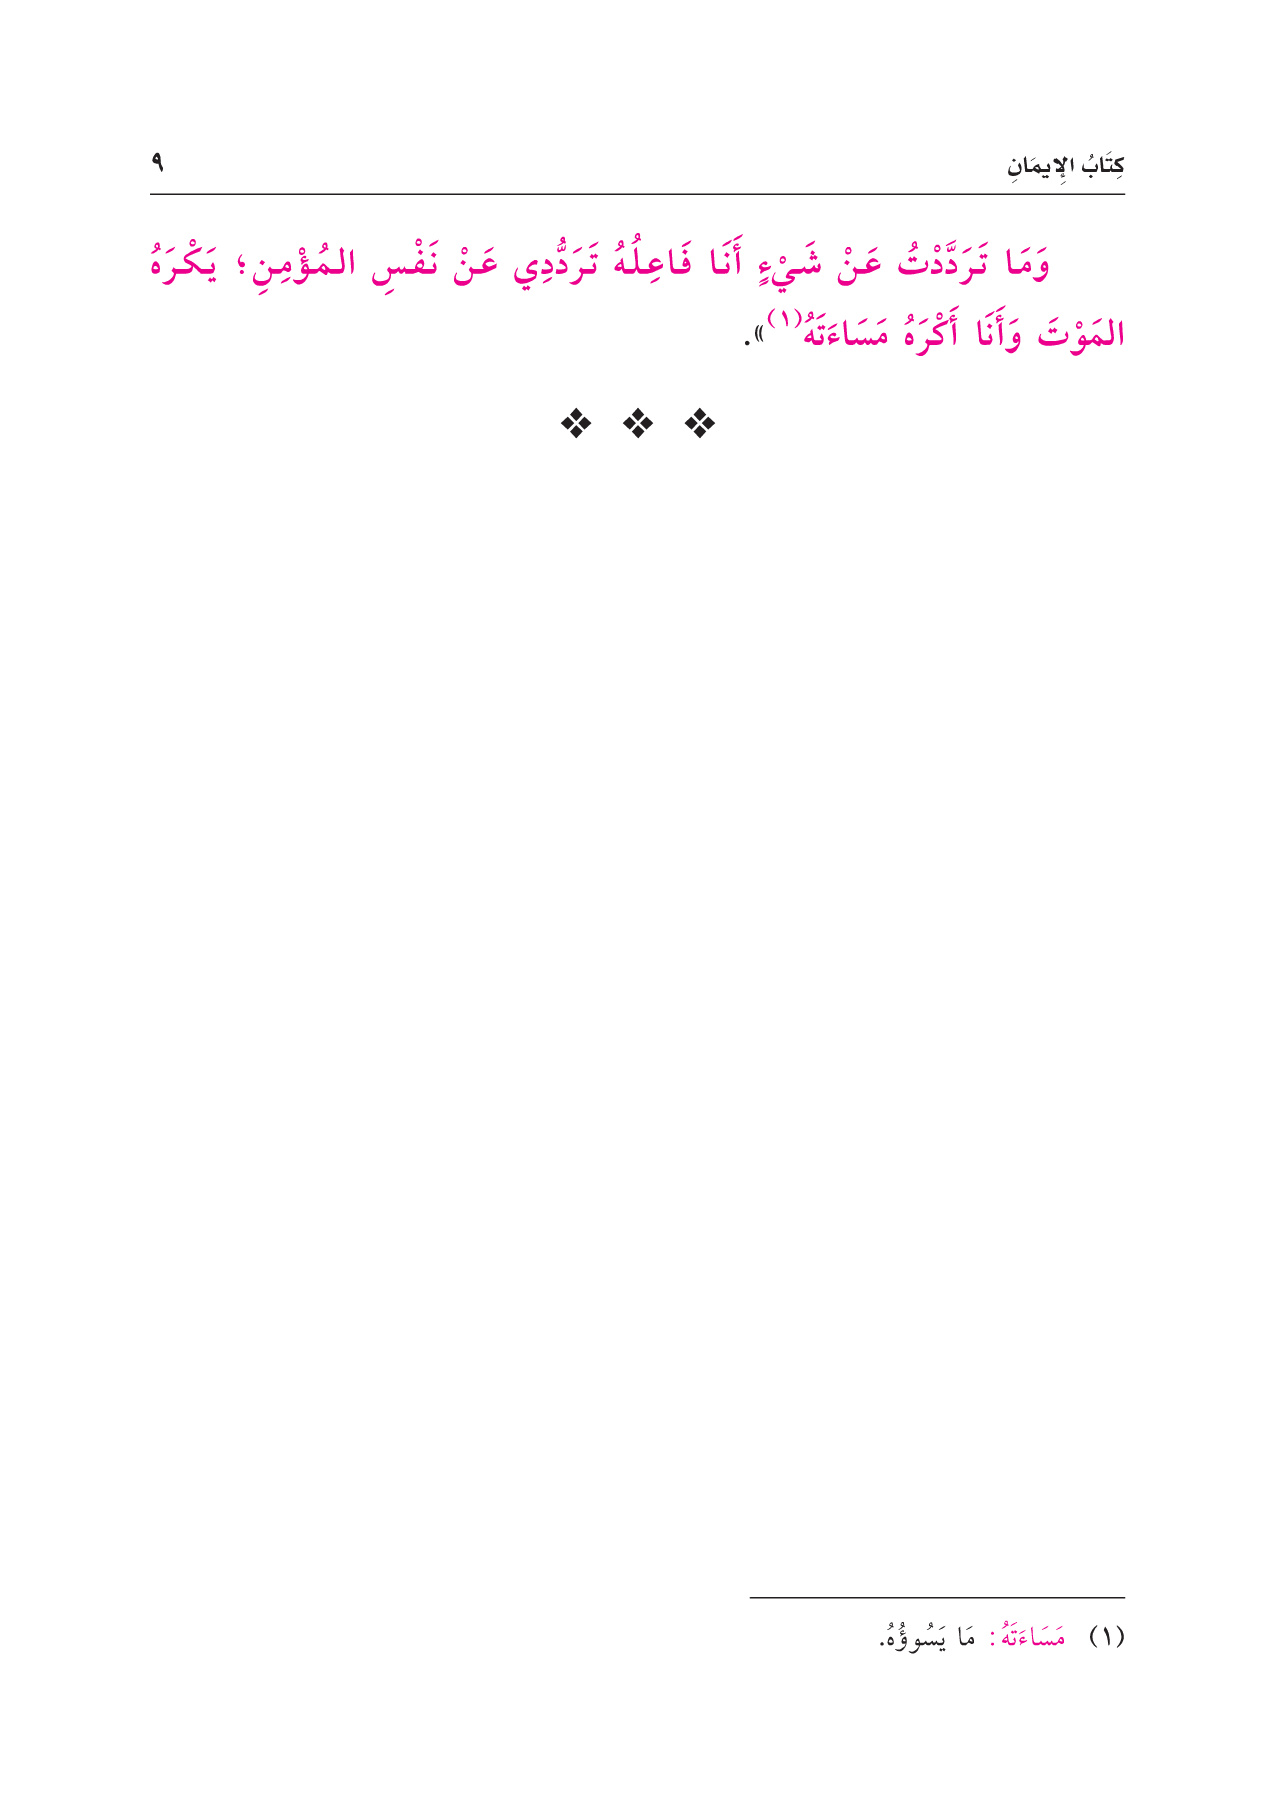 كِتَابُ الإِيمَانِ ٩
وَمَا تَرَدَّدْتُ عَنْ شَيْءٍ أَنَا فَاعِلُهُ تَرَدُّدِي عَنْ نَفْسِ المُؤْمِنِ؛ يَكْرَهُ
المَوْتَ وَأَنَا أَكْرَهُ مَسَاءَتَهُ(١)».
(١) مَسَاءَتَهُ: مَا يَسُوؤُهُ.